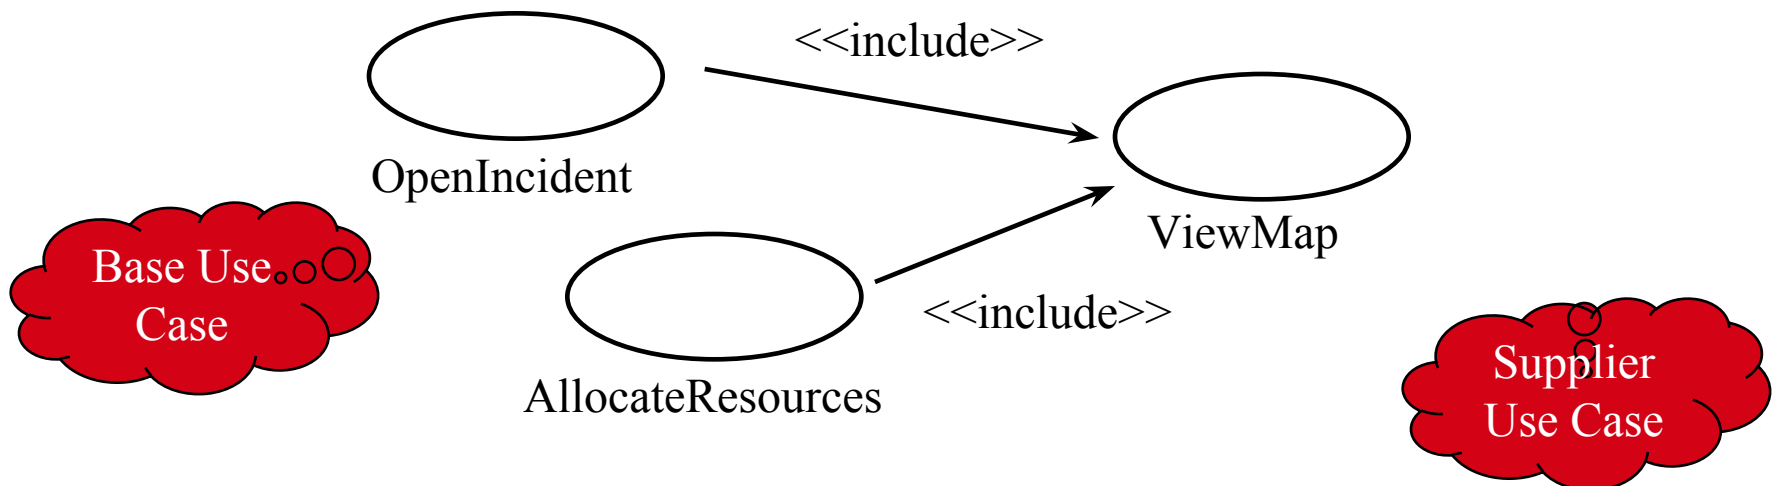 <<include>>
OpenIncident
ViewMap
Base Use
Case
<<include>>
AllocateResources
Supplier
Use Case